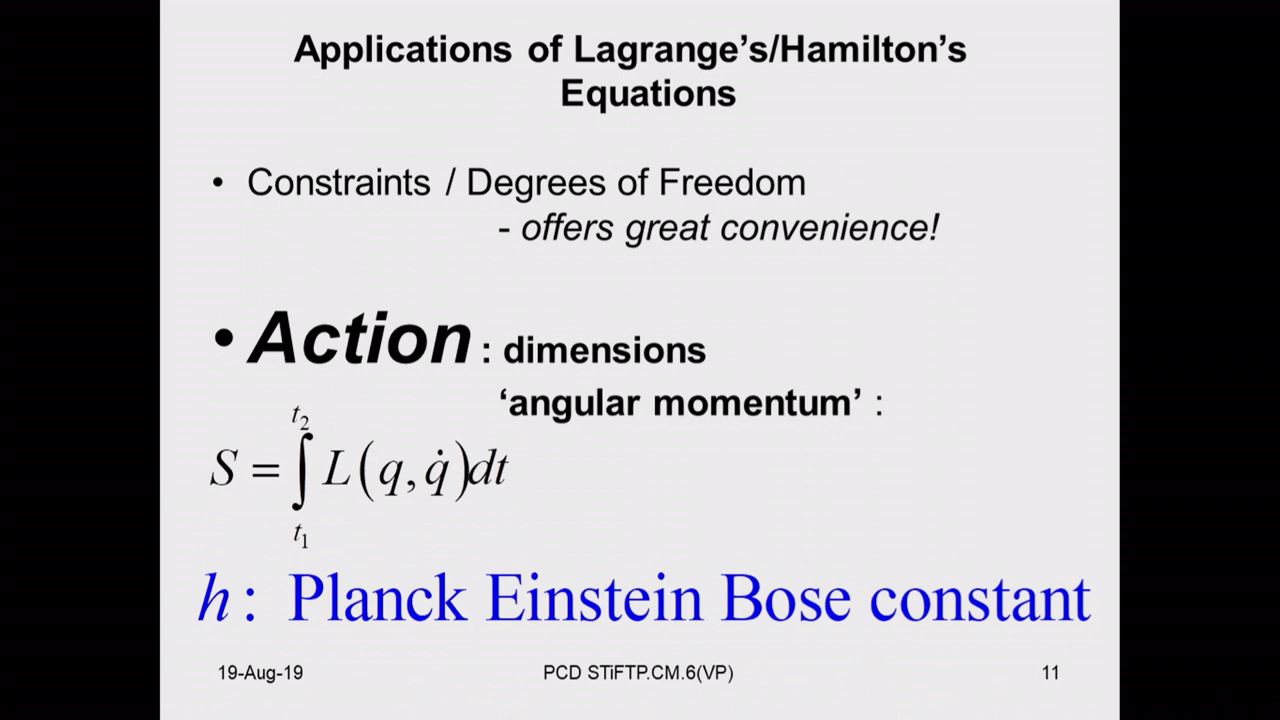 Applications of Lagrange’s/Hamilton’s
Equations
• Constraints / Degrees of Freedom
- offers great convenience!
• Action : dimensions
‘angular momentum’ :
S = ∫_{t₁}^{t₂} L(q, q̇)dt
h : Planck Einstein Bose constant
19-Aug-19 PCD STiFTP.CM.6(VP) 11